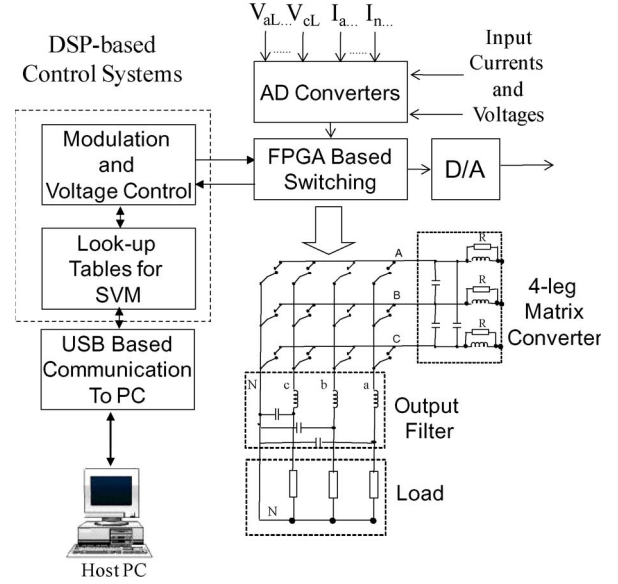 V_aL... V_cL I_a... I_n...
......
......
DSP-based
Control Systems
Input
Currents
and
Voltages
AD Converters
Modulation
and
Voltage Control
FPGA Based
Switching
D/A
Look-up
Tables for
SVM
A
R
B
R
C
R
4-leg
Matrix
Converter
USB Based
Communication
To PC
N c b a
Output
Filter
N
Load
Host PC